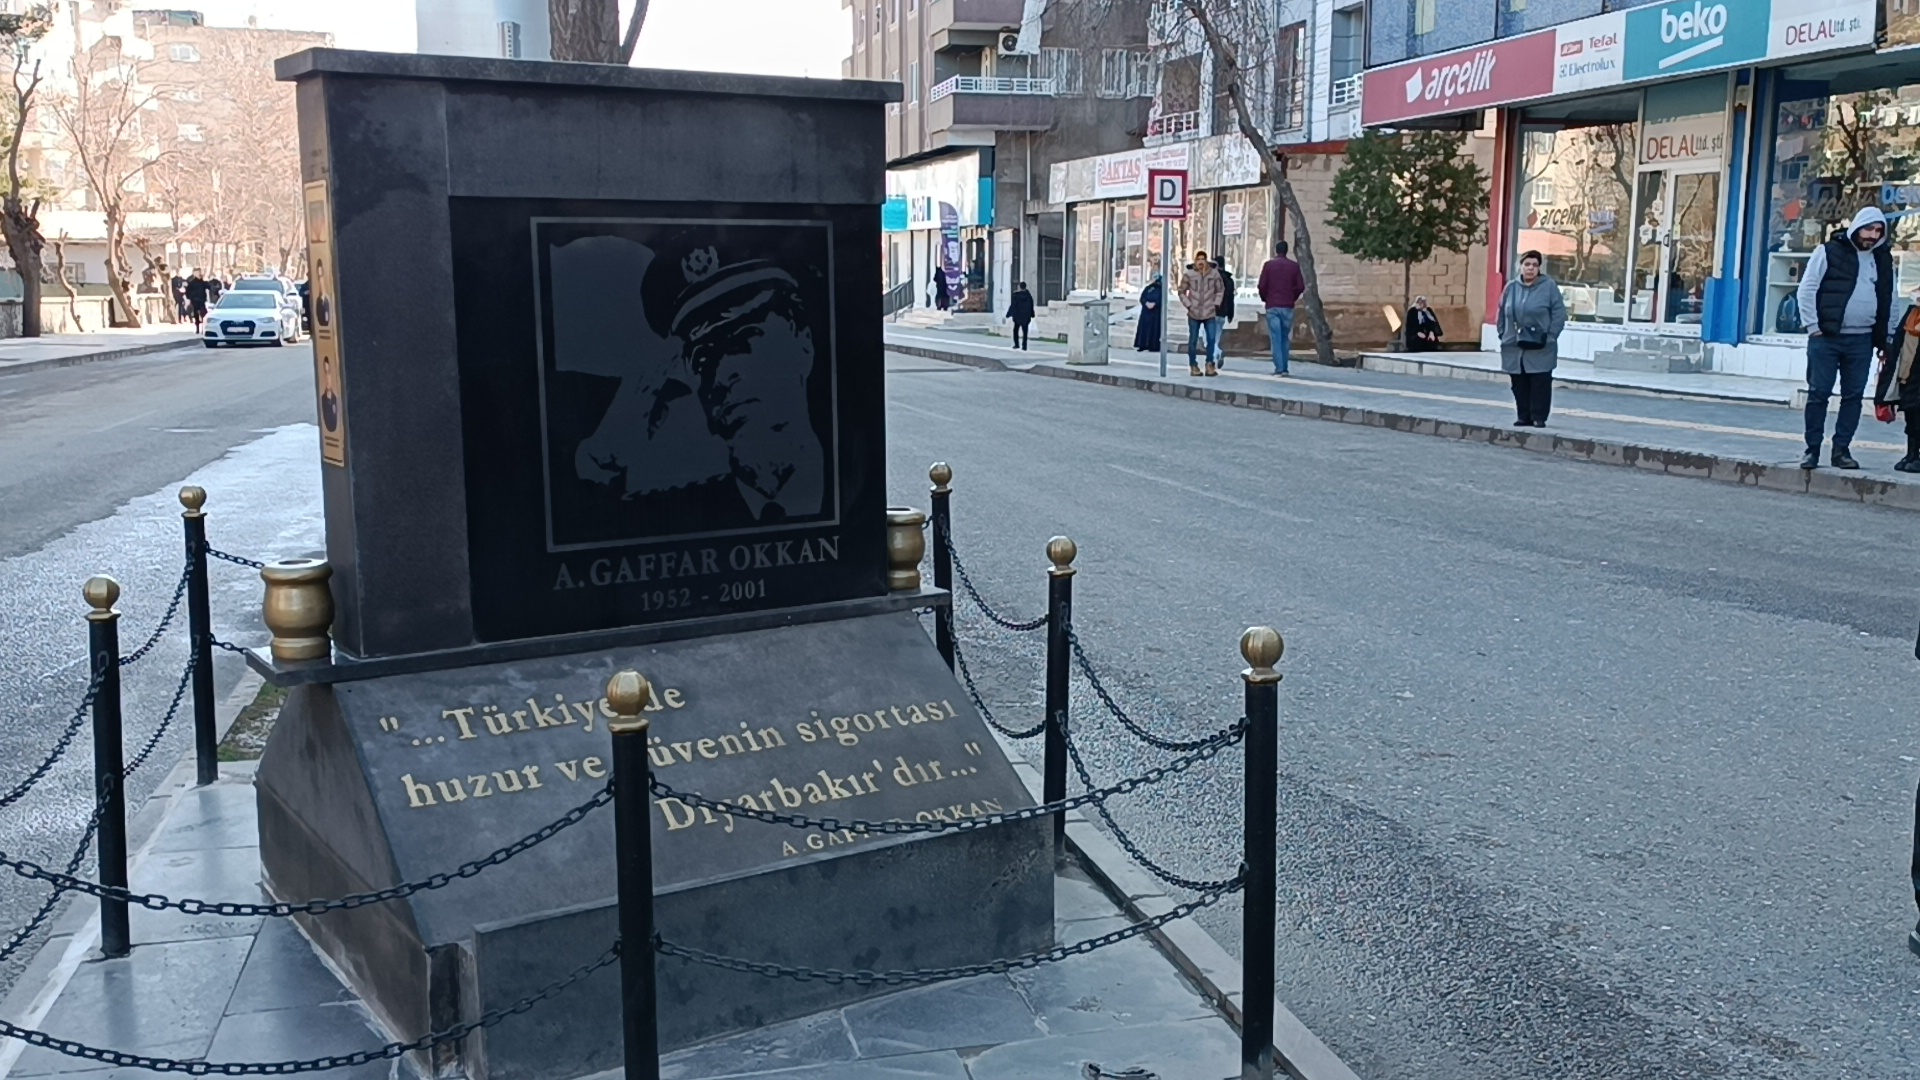 A. GAFFAR OKKAN
1952 - 2001
"...Türkiye'de
huzur ve güvenin sigortası
Diyarbakır'dır..."
A. GAFFAR OKKAN
D
AKTAŞ
arçelik
Tefal
Electrolux
beko
DELAL ltd. şti.
DELAL ltd. şti.
arçelik